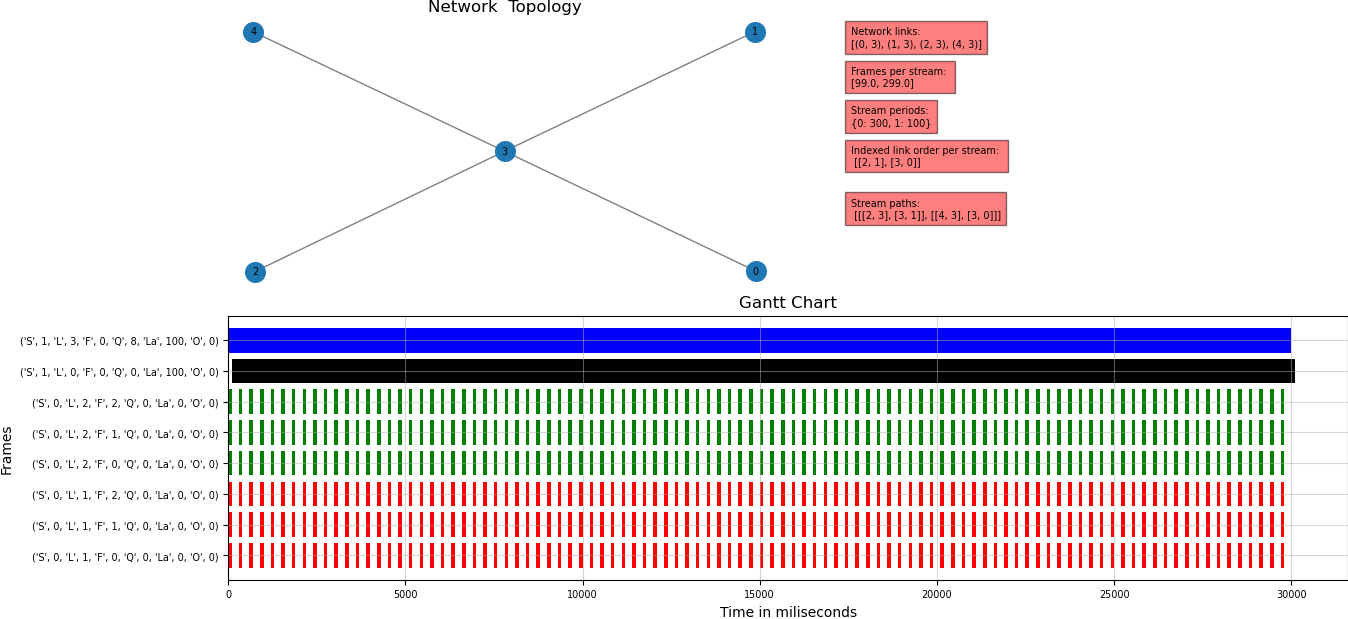 Network  Topology
4
1
3
2
0
Network links:
[(0, 3), (1, 3), (2, 3), (4, 3)]
Frames per stream:
[99.0, 299.0]
Stream periods:
{0: 300, 1: 100}
Indexed link order per stream:
[[2, 1], [3, 0]]
Stream paths:
[[[2, 3], [3, 1]], [[4, 3], [3, 0]]]
Gantt Chart
Frames
('S', 1, 'L', 3, 'F', 0, 'Q', 8, 'La', 100, 'O', 0)
('S', 1, 'L', 0, 'F', 0, 'Q', 0, 'La', 100, 'O', 0)
('S', 0, 'L', 2, 'F', 2, 'Q', 0, 'La', 0, 'O', 0)
('S', 0, 'L', 2, 'F', 1, 'Q', 0, 'La', 0, 'O', 0)
('S', 0, 'L', 2, 'F', 0, 'Q', 0, 'La', 0, 'O', 0)
('S', 0, 'L', 1, 'F', 2, 'Q', 0, 'La', 0, 'O', 0)
('S', 0, 'L', 1, 'F', 1, 'Q', 0, 'La', 0, 'O', 0)
('S', 0, 'L', 1, 'F', 0, 'Q', 0, 'La', 0, 'O', 0)
0 5000 10000 15000 20000 25000 30000
Time in miliseconds